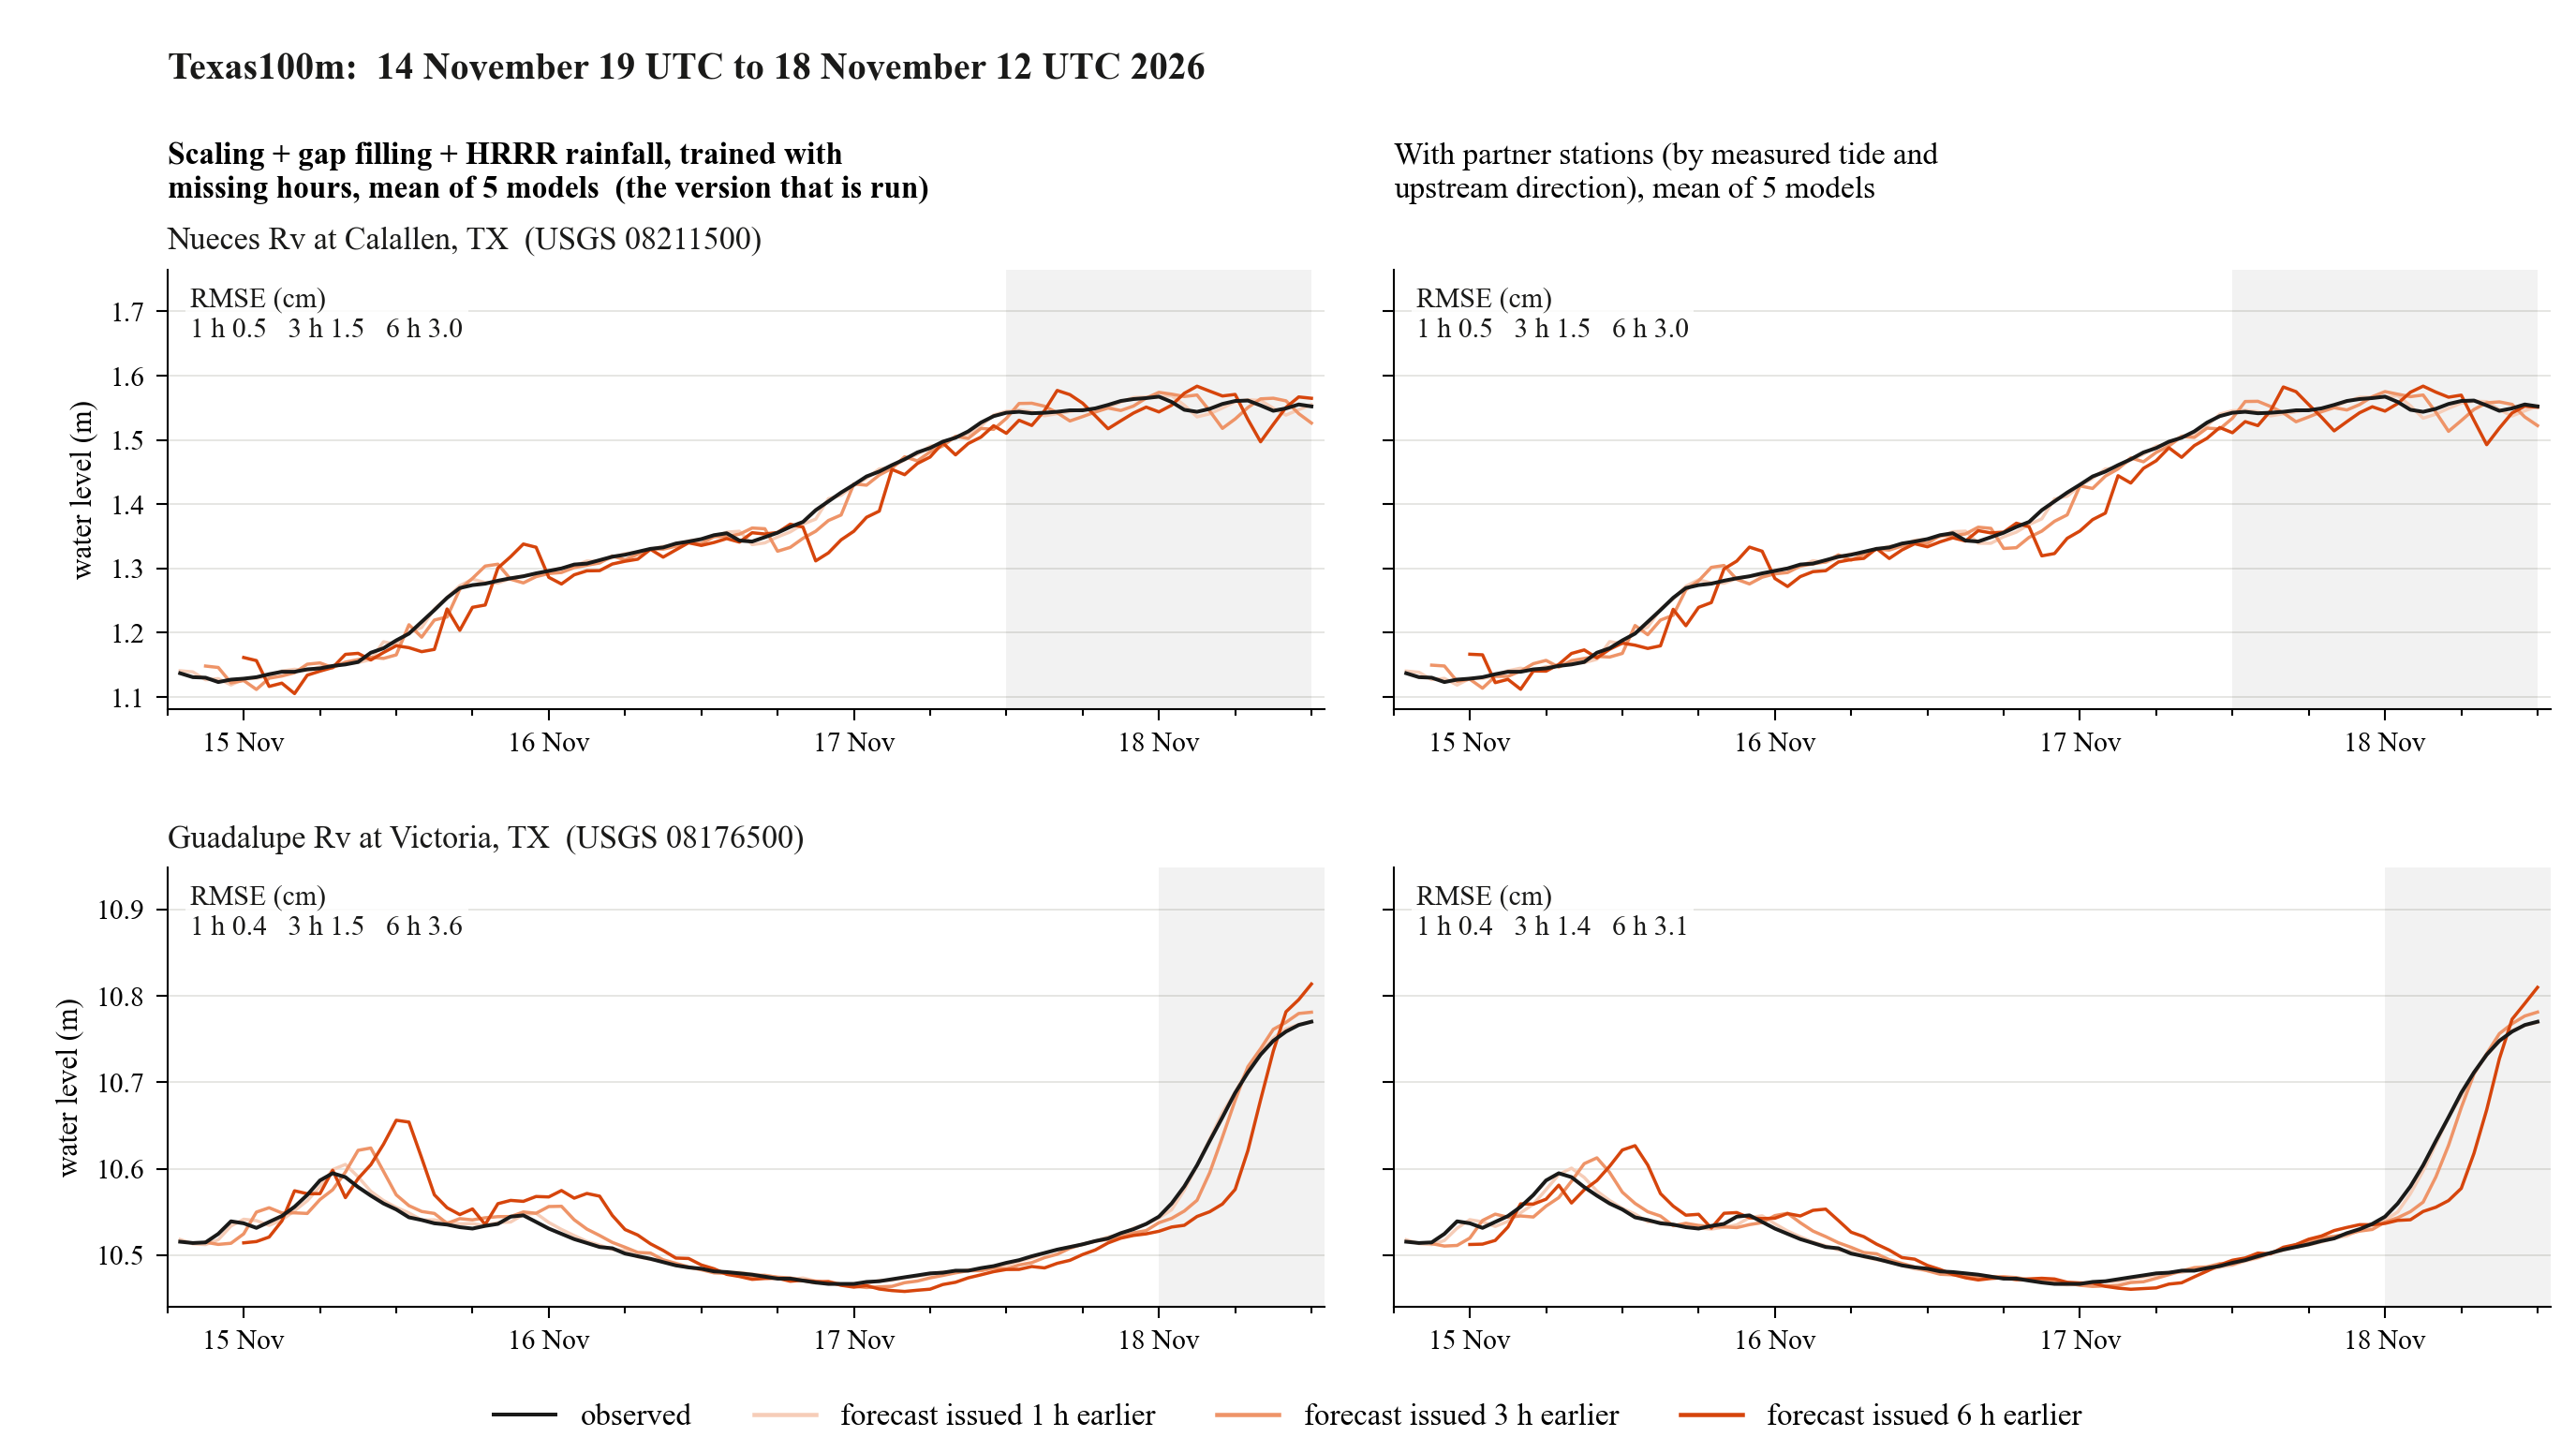 Texas100m:  14 November 19 UTC to 18 November 12 UTC 2026
Scaling + gap filling + HRRR rainfall, trained with
missing hours, mean of 5 models  (the version that is run)
With partner stations (by measured tide and
upstream direction), mean of 5 models
Nueces Rv at Calallen, TX  (USGS 08211500)
RMSE (cm)
1 h 0.5   3 h 1.5   6 h 3.0
RMSE (cm)
1 h 0.5   3 h 1.5   6 h 3.0
water level (m)
1.7
1.6
1.5
1.4
1.3
1.2
1.1
15 Nov
16 Nov
17 Nov
18 Nov
15 Nov
16 Nov
17 Nov
18 Nov
Guadalupe Rv at Victoria, TX  (USGS 08176500)
RMSE (cm)
1 h 0.4   3 h 1.5   6 h 3.6
RMSE (cm)
1 h 0.4   3 h 1.4   6 h 3.1
water level (m)
10.9
10.8
10.7
10.6
10.5
15 Nov
16 Nov
17 Nov
18 Nov
15 Nov
16 Nov
17 Nov
18 Nov
observed
forecast issued 1 h earlier
forecast issued 3 h earlier
forecast issued 6 h earlier